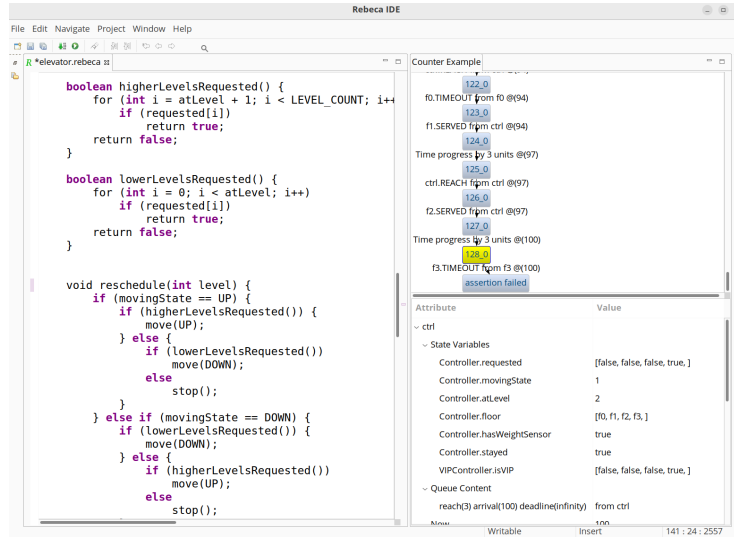 Rebeca IDE
File Edit Navigate Project Window Help
R *elevator.rebeca
boolean higherLevelsRequested() {
for (int i = atLevel + 1; i < LEVEL_COUNT; i++
if (requested[i])
return true;
return false;
}
boolean lowerLevelsRequested() {
for (int i = 0; i < atLevel; i++)
if (requested[i])
return true;
return false;
}
void reschedule(int level) {
if (movingState == UP) {
if (higherLevelsRequested()) {
move(UP);
} else {
if (lowerLevelsRequested())
move(DOWN);
else
stop();
}
} else if (movingState == DOWN) {
if (lowerLevelsRequested()) {
move(DOWN);
} else {
if (higherLevelsRequested())
move(UP);
else
stop();
Counter Example
122_0
f0.TIMEOUT from f0 @(94)
123_0
f1.SERVED from ctrl @(94)
124_0
Time progress by 3 units @(97)
125_0
ctrl.REACH from ctrl @(97)
126_0
f2.SERVED from ctrl @(97)
127_0
Time progress by 3 units @(100)
128_0
f3.TIMEOUT from f3 @(100)
assertion failed
Attribute Value
ctrl
State Variables
Controller.requested [false, false, false, true, ]
Controller.movingState 1
Controller.atLevel 2
Controller.floor [f0, f1, f2, f3, ]
Controller.hasWeightSensor true
Controller.stayed true
VIPController.isVIP [false, false, false, true, ]
Queue Content
reach(3) arrival(100) deadline(infinity) from ctrl
Now 100
Writable Insert 141 : 24 : 2557